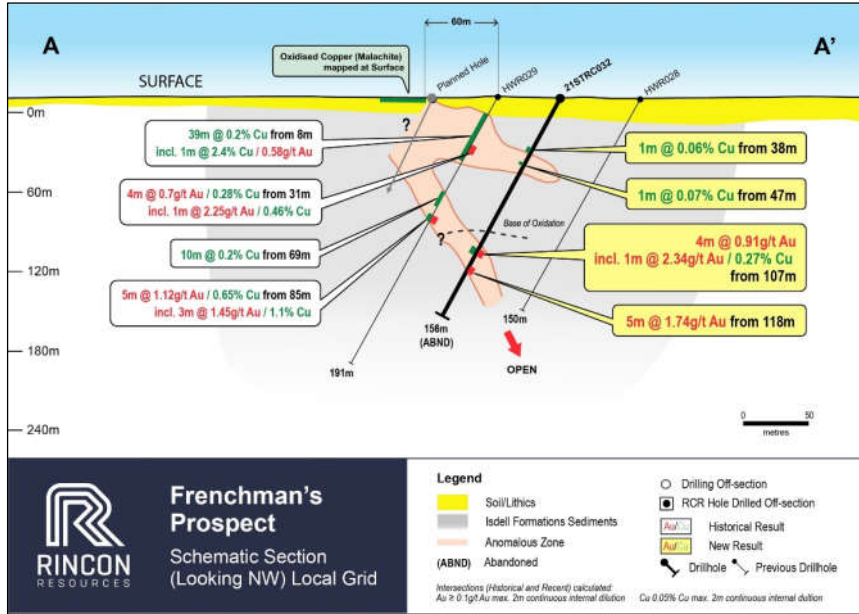 A
A'
60m
Oxidised Copper (Malachite)
mapped at Surface
Planned Hole
HWR029
21STRC032
HWR028
SURFACE
0m
60m
120m
180m
240m
?
?
39m @ 0.2% Cu from 8m
incl. 1m @ 2.4% Cu / 0.58g/t Au
4m @ 0.7g/t Au / 0.28% Cu from 31m
incl. 1m @ 2.25g/t Au / 0.46% Cu
10m @ 0.2% Cu from 69m
5m @ 1.12g/t Au / 0.65% Cu from 85m
incl. 3m @ 1.45g/t Au / 1.1% Cu
1m @ 0.06% Cu from 38m
1m @ 0.07% Cu from 47m
Base of Oxidation
4m @ 0.91g/t Au
incl. 1m @ 2.34g/t Au / 0.27% Cu
from 107m
5m @ 1.74g/t Au from 118m
156m
(ABND)
150m
191m
OPEN
0 50
metres
RINCON
RESOURCES
Frenchman's
Prospect
Schematic Section
(Looking NW) Local Grid
Legend
Soil/Lithics
Isdell Formations Sediments
Anomalous Zone
(ABND) Abandoned
Drilling Off-section
RCR Hole Drilled Off-section
Au/Cu Historical Result
Au/Cu New Result
Drillhole
Previous Drillhole
Intersections (Historical and Recent) calculated:
Au ≥ 0.1g/t Au max. 2m continuous internal dilution Cu 0.05% Cu max. 2m continuous internal dultion